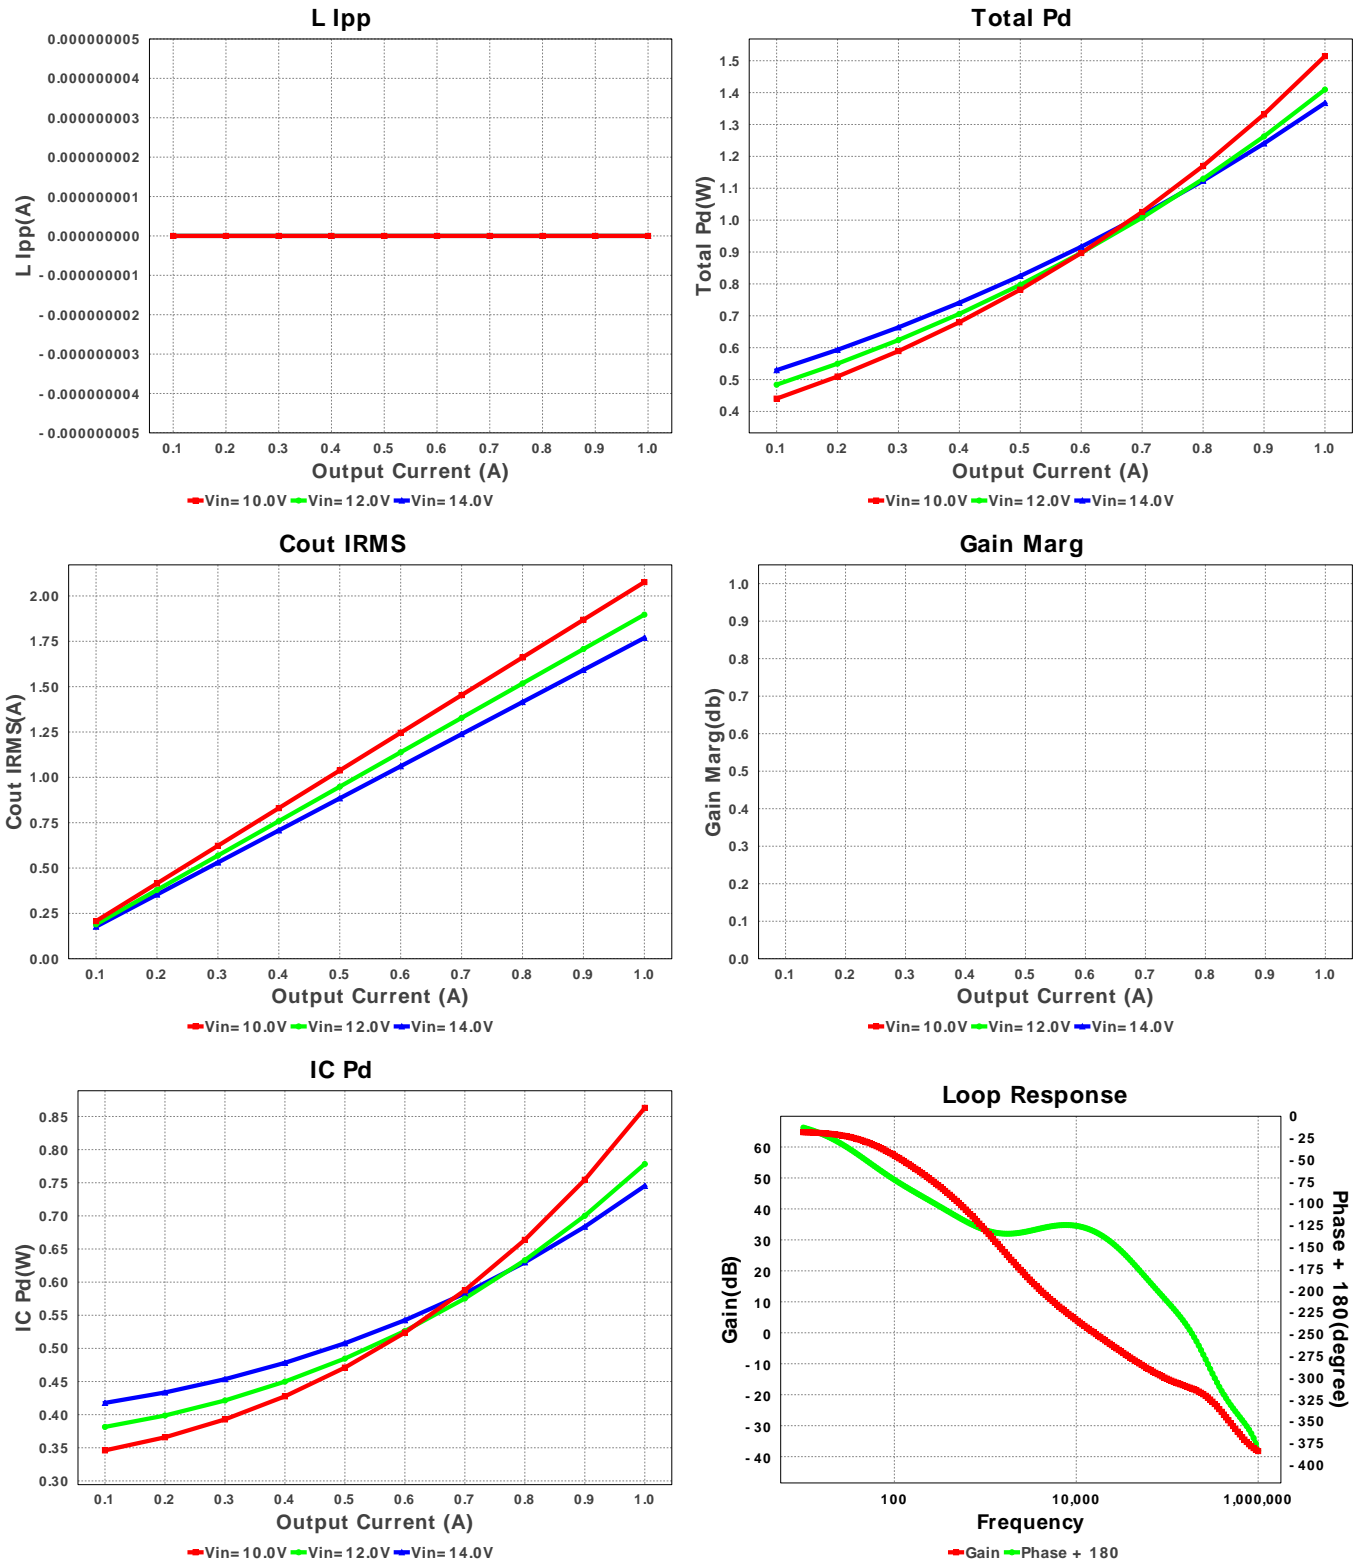 L Ipp
0.000000005
0.000000004
0.000000003
0.000000002
0.000000001
0.000000000
-0.000000001
-0.000000002
-0.000000003
-0.000000004
-0.000000005
L Ipp(A)
0.1 0.2 0.3 0.4 0.5 0.6 0.7 0.8 0.9 1.0
Output Current (A)
Vin=10.0V Vin=12.0V Vin=14.0V
Total Pd
1.5
1.4
1.3
1.2
1.1
1.0
0.9
0.8
0.7
0.6
0.5
0.4
Total Pd(W)
0.1 0.2 0.3 0.4 0.5 0.6 0.7 0.8 0.9 1.0
Output Current (A)
Vin=10.0V Vin=12.0V Vin=14.0V
Cout IRMS
2.00
1.75
1.50
1.25
1.00
0.75
0.50
0.25
0.00
Cout IRMS(A)
0.1 0.2 0.3 0.4 0.5 0.6 0.7 0.8 0.9 1.0
Output Current (A)
Vin=10.0V Vin=12.0V Vin=14.0V
Gain Marg
1.0
0.9
0.8
0.7
0.6
0.5
0.4
0.3
0.2
0.1
0.0
Gain Marg(db)
0.1 0.2 0.3 0.4 0.5 0.6 0.7 0.8 0.9 1.0
Output Current (A)
Vin=10.0V Vin=12.0V Vin=14.0V
IC Pd
0.85
0.80
0.75
0.70
0.65
0.60
0.55
0.50
0.45
0.40
0.35
0.30
IC Pd(W)
0.1 0.2 0.3 0.4 0.5 0.6 0.7 0.8 0.9 1.0
Output Current (A)
Vin=10.0V Vin=12.0V Vin=14.0V
Loop Response
60
50
40
30
20
10
0
-10
-20
-30
-40
Gain(dB)
0
-25
-50
-75
-100
-125
-150
-175
-200
-225
-250
-275
-300
-325
-350
-375
-400
Phase + 180(degree)
100 10,000 1,000,000
Frequency
Gain Phase + 180